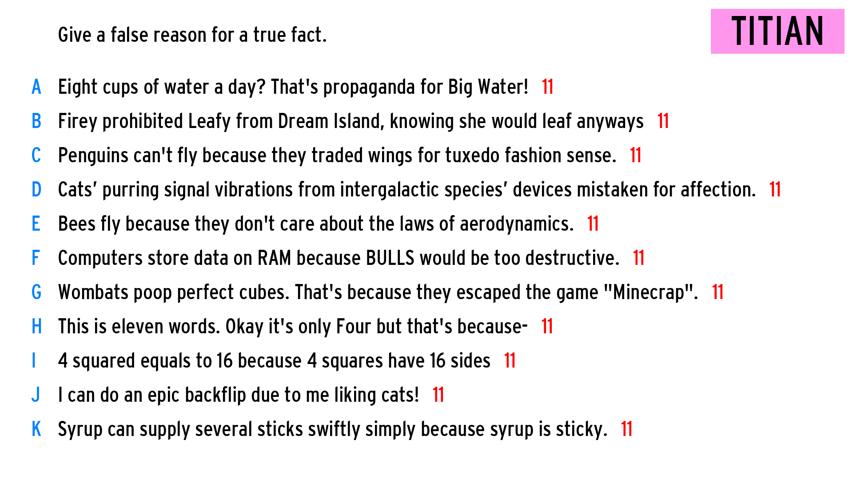 Give a false reason for a true fact.
TITIAN
A Eight cups of water a day? That's propaganda for Big Water! 11
B Firey prohibited Leafy from Dream Island, knowing she would leaf anyways 11
C Penguins can't fly because they traded wings for tuxedo fashion sense. 11
D Cats’ purring signal vibrations from intergalactic species’ devices mistaken for affection. 11
E Bees fly because they don't care about the laws of aerodynamics. 11
F Computers store data on RAM because BULLS would be too destructive. 11
G Wombats poop perfect cubes. That's because they escaped the game "Minecrap". 11
H This is eleven words. Okay it's only Four but that's because- 11
I 4 squared equals to 16 because 4 squares have 16 sides 11
J I can do an epic backflip due to me liking cats! 11
K Syrup can supply several sticks swiftly simply because syrup is sticky. 11